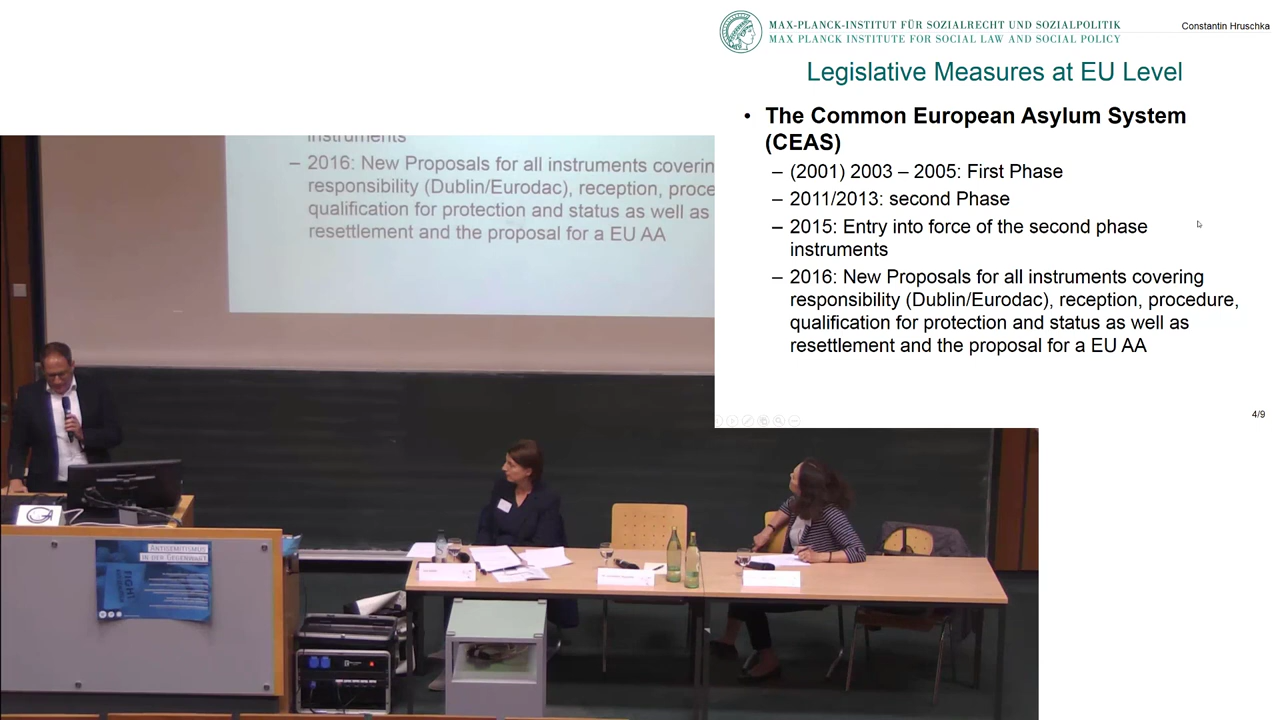 MAX-PLANCK-INSTITUT FÜR SOZIALRECHT UND SOZIALPOLITIK
MAX PLANCK INSTITUTE FOR SOCIAL LAW AND SOCIAL POLICY
Constantin Hruschka
Legislative Measures at EU Level
• The Common European Asylum System
(CEAS)
– (2001) 2003 – 2005: First Phase
– 2011/2013: second Phase
– 2015: Entry into force of the second phase
instruments
– 2016: New Proposals for all instruments covering
responsibility (Dublin/Eurodac), reception, procedure,
qualification for protection and status as well as
resettlement and the proposal for a EU AA
4/9
instruments
– 2016: New Proposals for all instruments coverin
responsibility (Dublin/Eurodac), reception, proce
qualification for protection and status as well as
resettlement and the proposal for a EU AA
ANTISEMITISMUS
IN DER GEGENWART
FIGHT